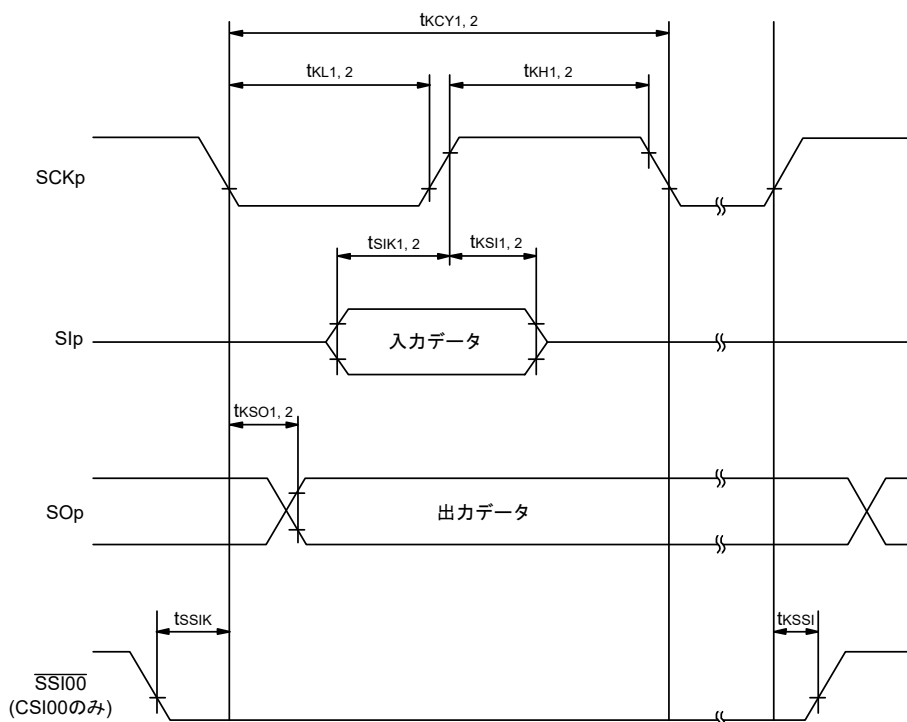 tKCY1, 2
tKL1, 2
tKH1, 2
SCKp
tSIK1, 2
tKSI1, 2
SIp
入力データ
tKSO1, 2
SOp
出力データ
tSSIK
tKSSI
SSI00
(CSI00のみ)